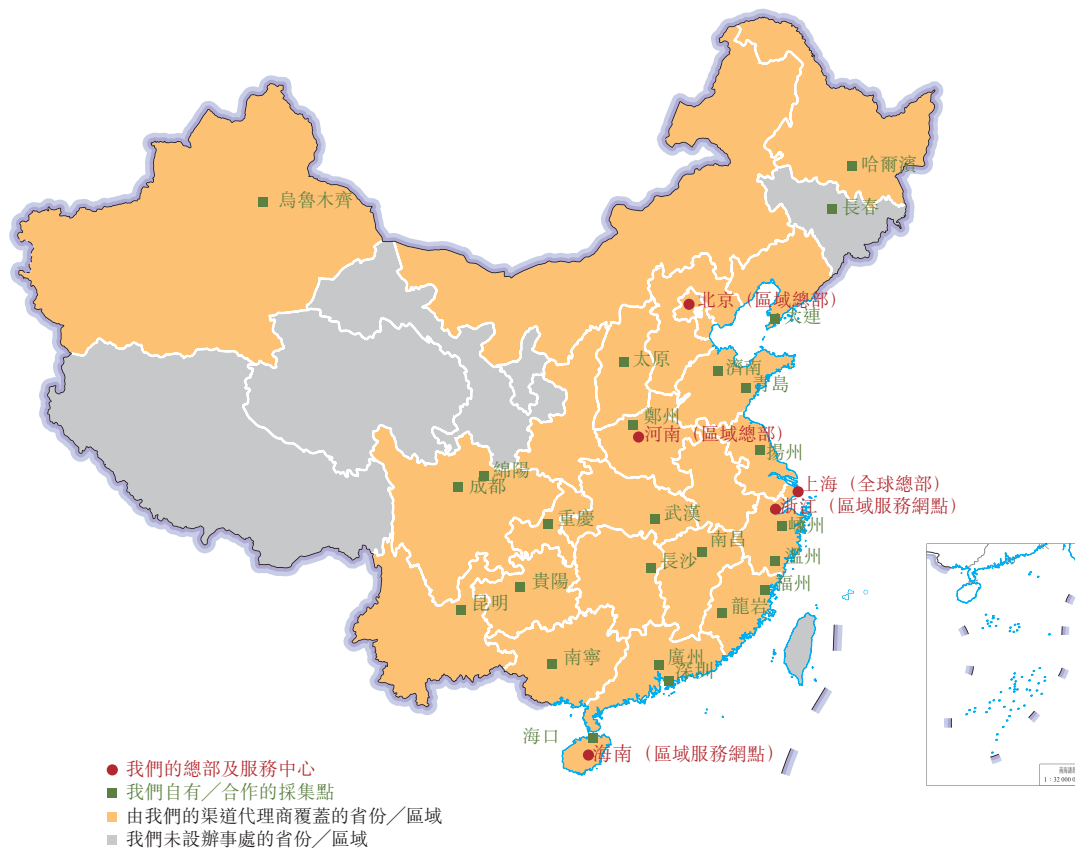 哈爾濱
烏魯木齊
長春
北京（區域總部）
大連
太原
濟南
青島
鄭州
河南（區域總部）
揚州
綿陽
成都
上海（全球總部）
浙江（區域服務網點）
嵊州
重慶
武漢
南昌
長沙
溫州
貴陽
福州
昆明
龍岩
南寧
廣州
深圳
海口
海南（區域服務網點）
我們的總部及服務中心
我們自有／合作的採集點
由我們的渠道代理商覆蓋的省份／區域
我們未設辦事處的省份／區域
1 : 32 000 0